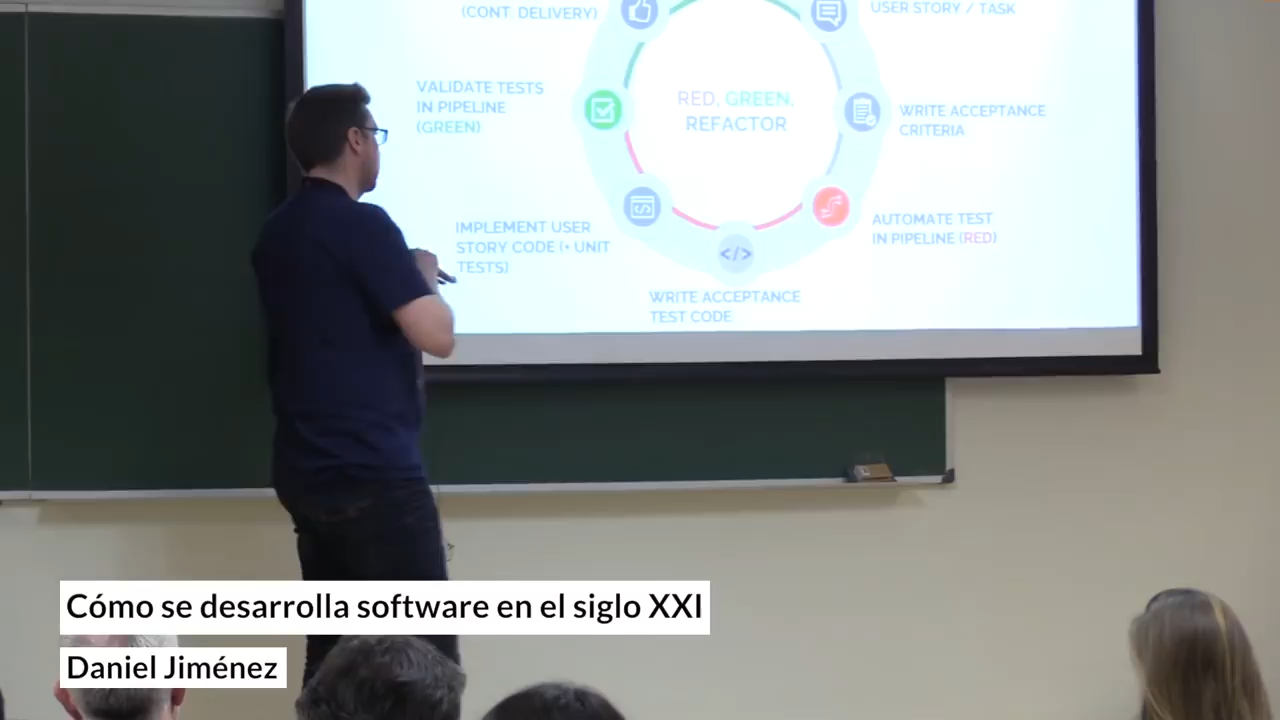 (CONT. DELIVERY)
USER STORY / TASK
VALIDATE TESTS
IN PIPELINE
(GREEN)
RED, GREEN,
REFACTOR
WRITE ACCEPTANCE
CRITERIA
IMPLEMENT USER
STORY CODE (+ UNIT
TESTS)
</>
AUTOMATE TEST
IN PIPELINE (RED)
WRITE ACCEPTANCE
TEST CODE
Cómo se desarrolla software en el siglo XXI
Daniel Jiménez